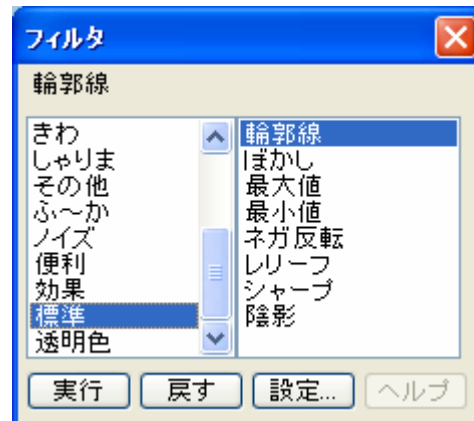 フィルタ
輪郭線
きわ
しゃりま
その他
ふ～か
ノイズ
便利
効果
標準
透明色
輪郭線
ぼかし
最大値
最小値
ネガ反転
レリーフ
シャープ
陰影
実行
戻す
設定...
ヘルプ